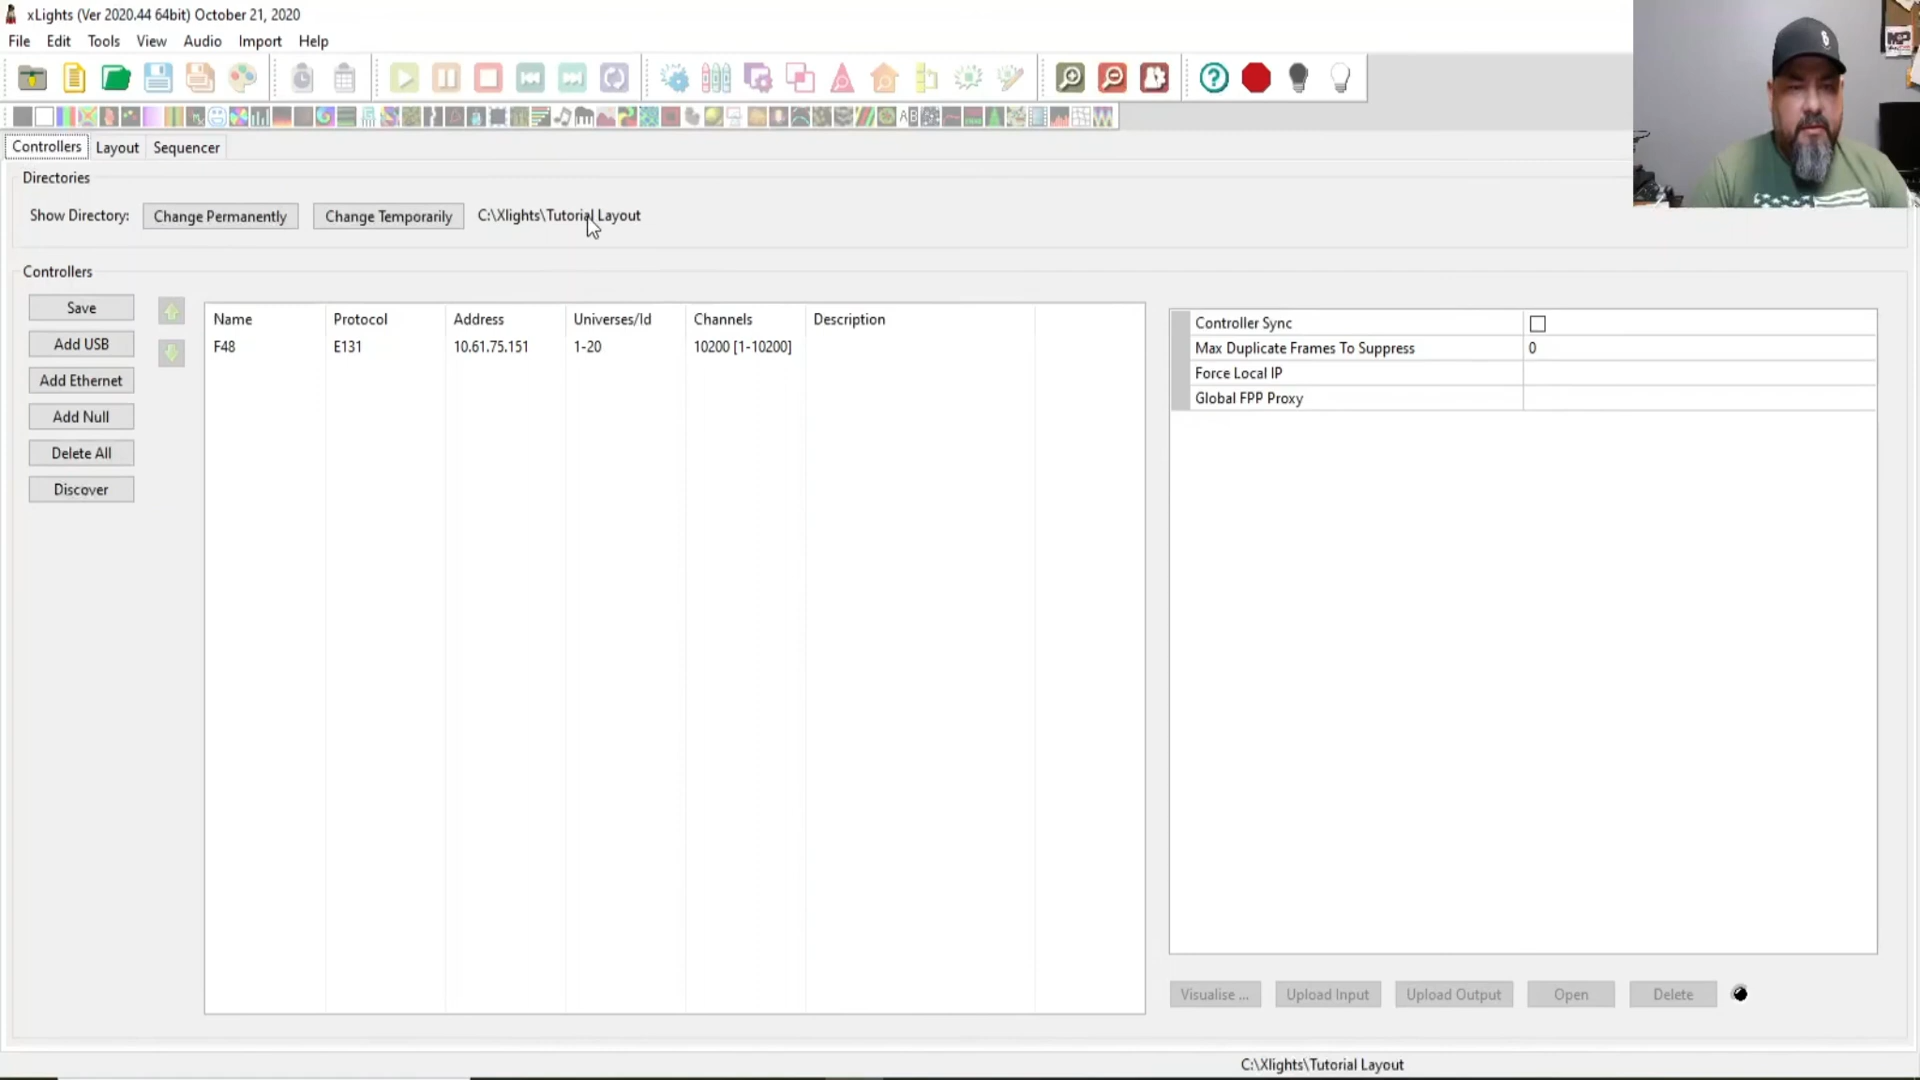 xLights (Ver 2020.44 64bit) October 21, 2020
File Edit Tools View Audio Import Help
Controllers Layout Sequencer
Directories
Show Directory: Change Permanently Change Temporarily C:\Xlights\Tutorial Layout
Controllers
Save
Add USB
Add Ethernet
Add Null
Delete All
Discover
Name Protocol Address Universes/Id Channels Description
F48 E131 10.61.75.151 1-20 10200 [1-10200]
Controller Sync
Max Duplicate Frames To Suppress 0
Force Local IP
Global FPP Proxy
Visualise ... Upload Input Upload Output Open Delete
C:\Xlights\Tutorial Layout